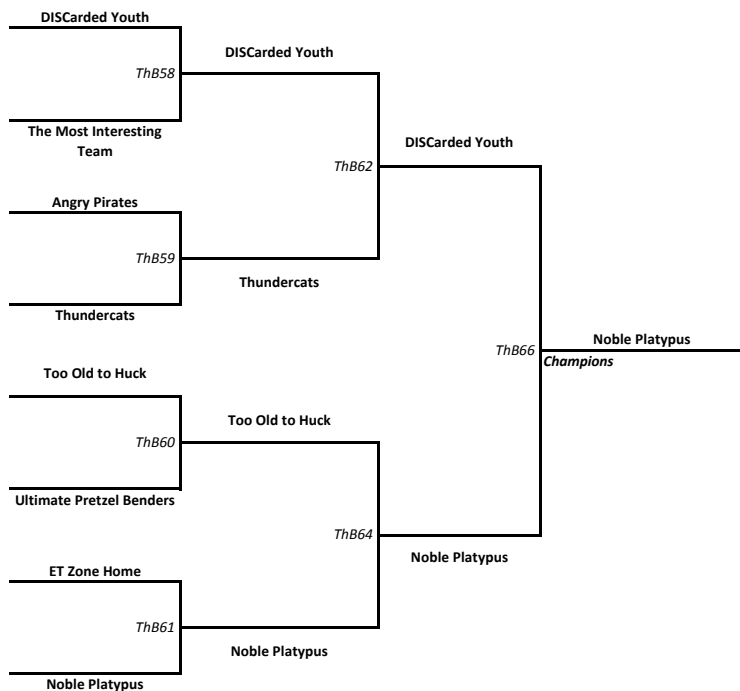 DISCarded Youth
DISCarded Youth
ThB58
The Most Interesting
Team
DISCarded Youth
ThB62
Angry Pirates
ThB59
Thundercats
Thundercats
Noble Platypus
ThB66
Champions
Too Old to Huck
Too Old to Huck
ThB60
Ultimate Pretzel Benders
ThB64
Noble Platypus
ET Zone Home
ThB61
Noble Platypus
Noble Platypus